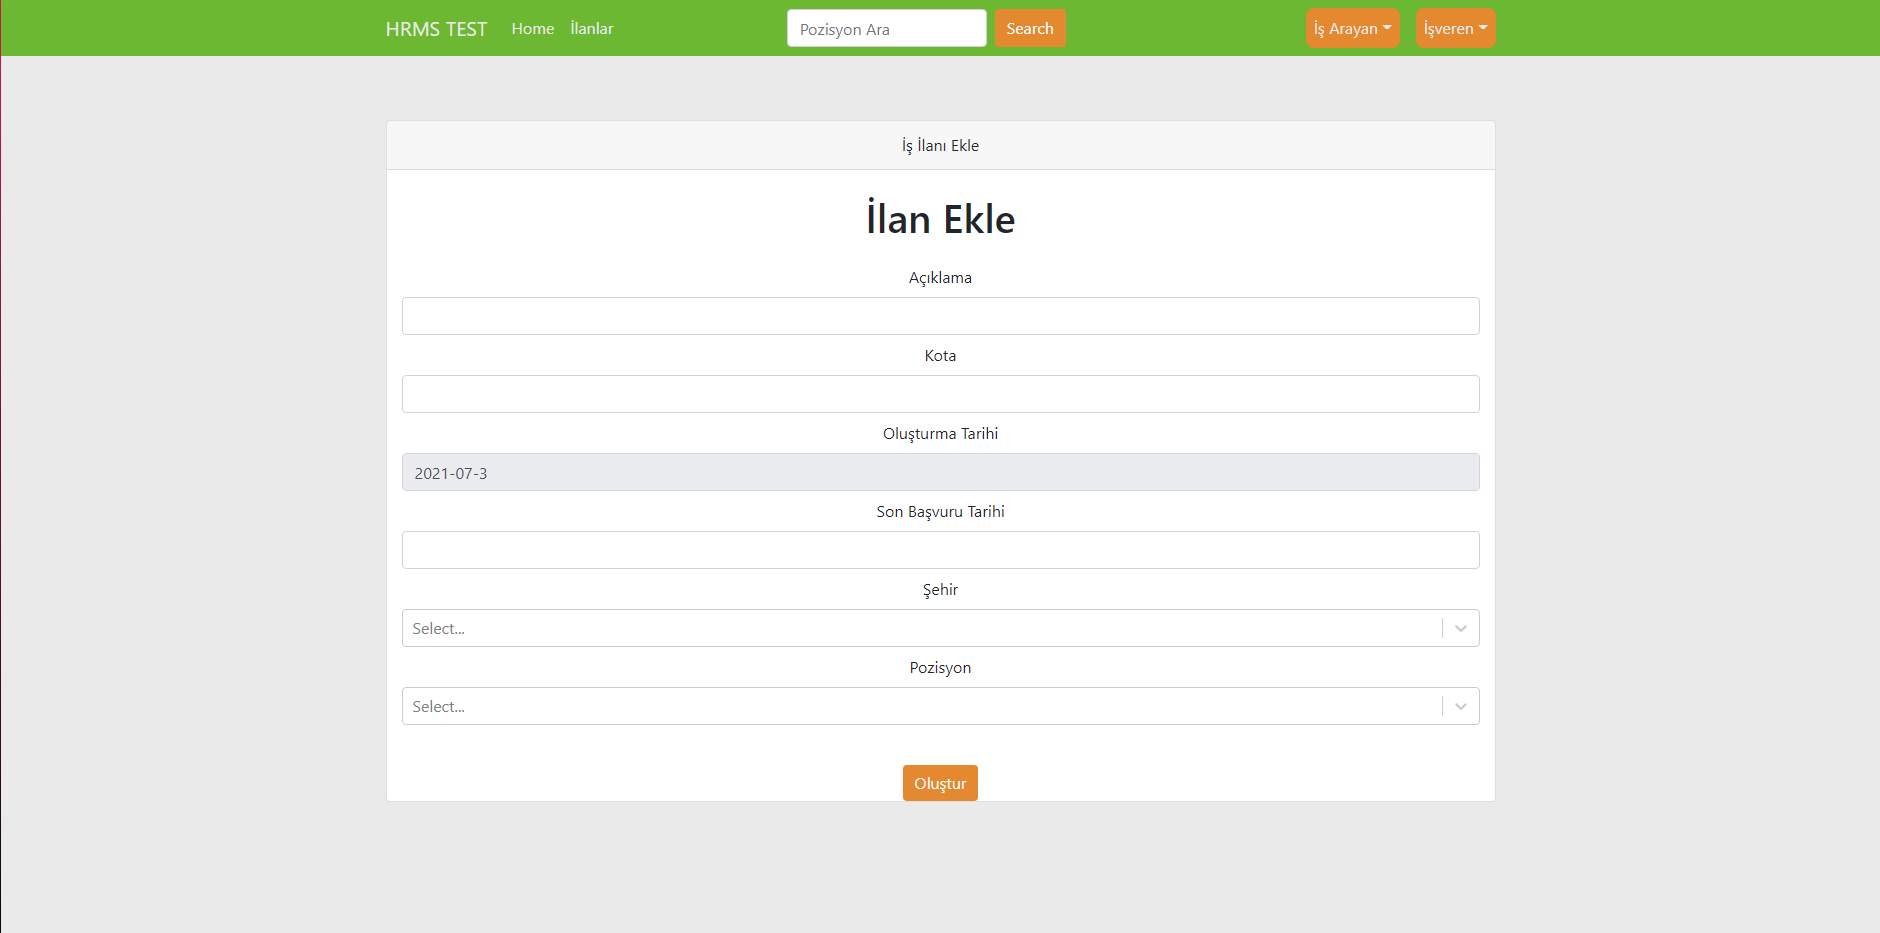 HRMS TEST Home İlanlar Pozisyon Ara Search İş Arayan İşveren
İş İlanı Ekle
İlan Ekle
Açıklama
Kota
Oluşturma Tarihi
2021-07-3
Son Başvuru Tarihi
Şehir
Select...
Pozisyon
Select...
Oluştur